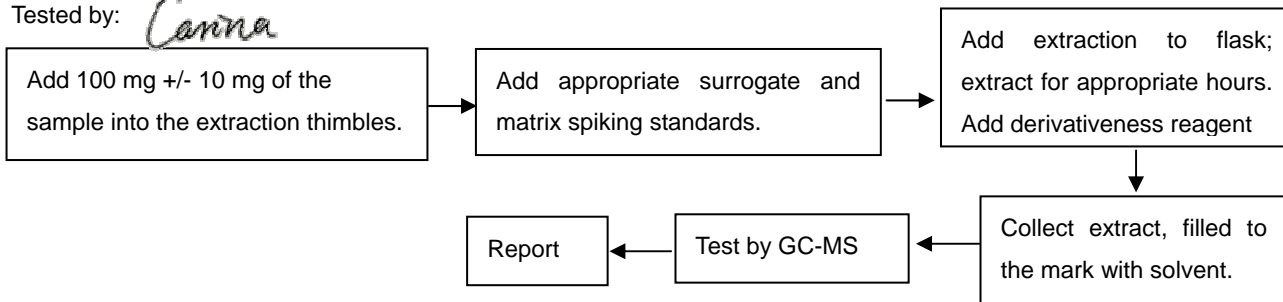 Tested by: Carina
Add 100 mg +/- 10 mg of the
sample into the extraction thimbles.
Add appropriate surrogate and
matrix spiking standards.
Add extraction to flask;
extract for appropriate hours.
Add derivativeness reagent
Collect extract, filled to
the mark with solvent.
Test by GC-MS
Report